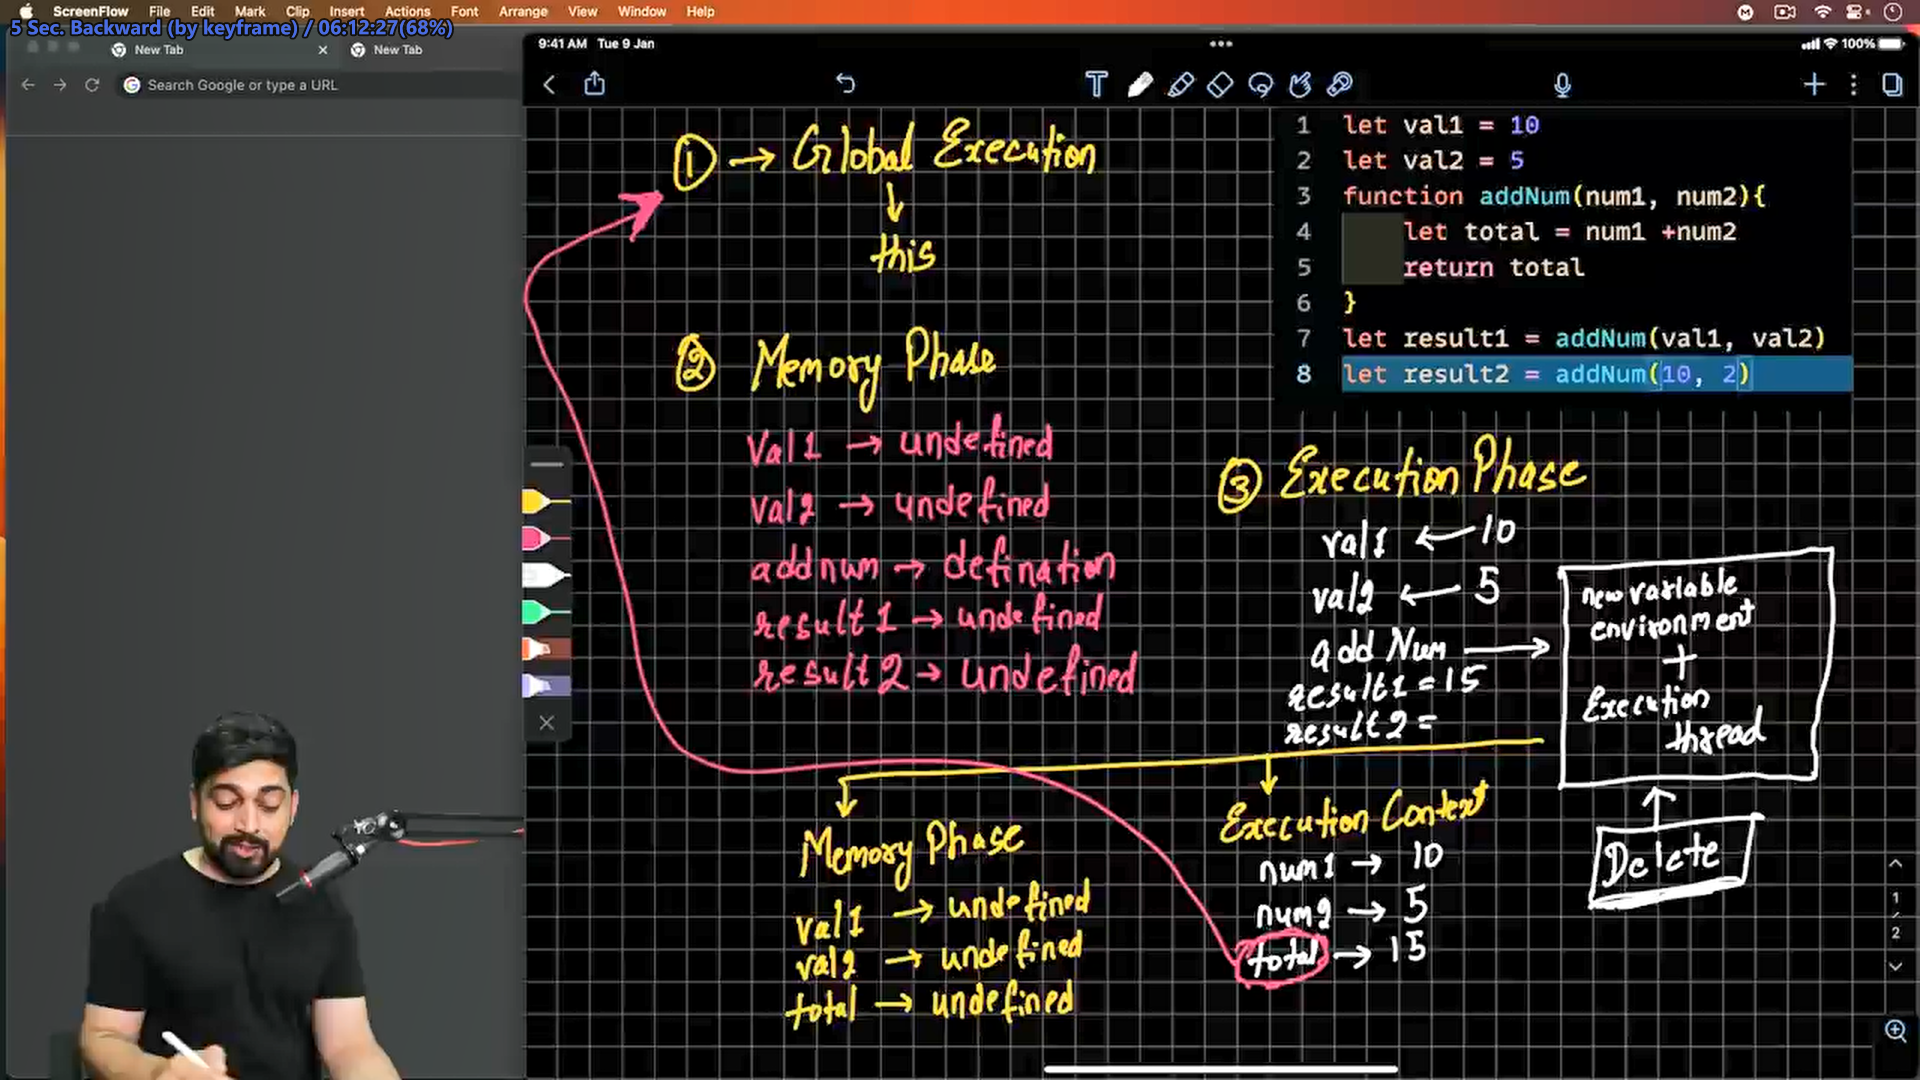 ScreenFlow File Edit Mark Clip Insert Actions Font Arrange View Window Help
5 Sec. Backward (by keyframe) / 06:12:27(68%)
New Tab
New Tab
Search Google or type a URL
9:41 AM Tue 9 Jan
100%
① → Global Execution
this
② Memory Phase
Val1 → undefined
val2 → undefined
addnum → defination
result1 → undefined
result2 → undefined
1 let val1 = 10
2 let val2 = 5
3 function addNum(num1, num2){
4 let total = num1 +num2
5 return total
6 }
7 let result1 = addNum(val1, val2)
8 let result2 = addNum(10, 2)
③ Execution Phase
val1 ← 10
val2 ← 5
add Num →
result1 = 15
result2 =
new variable
environment
+
Execution
thread
Delete
Memory Phase
val1 → undefined
val2 → undefined
total → undefined
Execution Context
num1 → 10
num2 → 5
total → 15
1
2